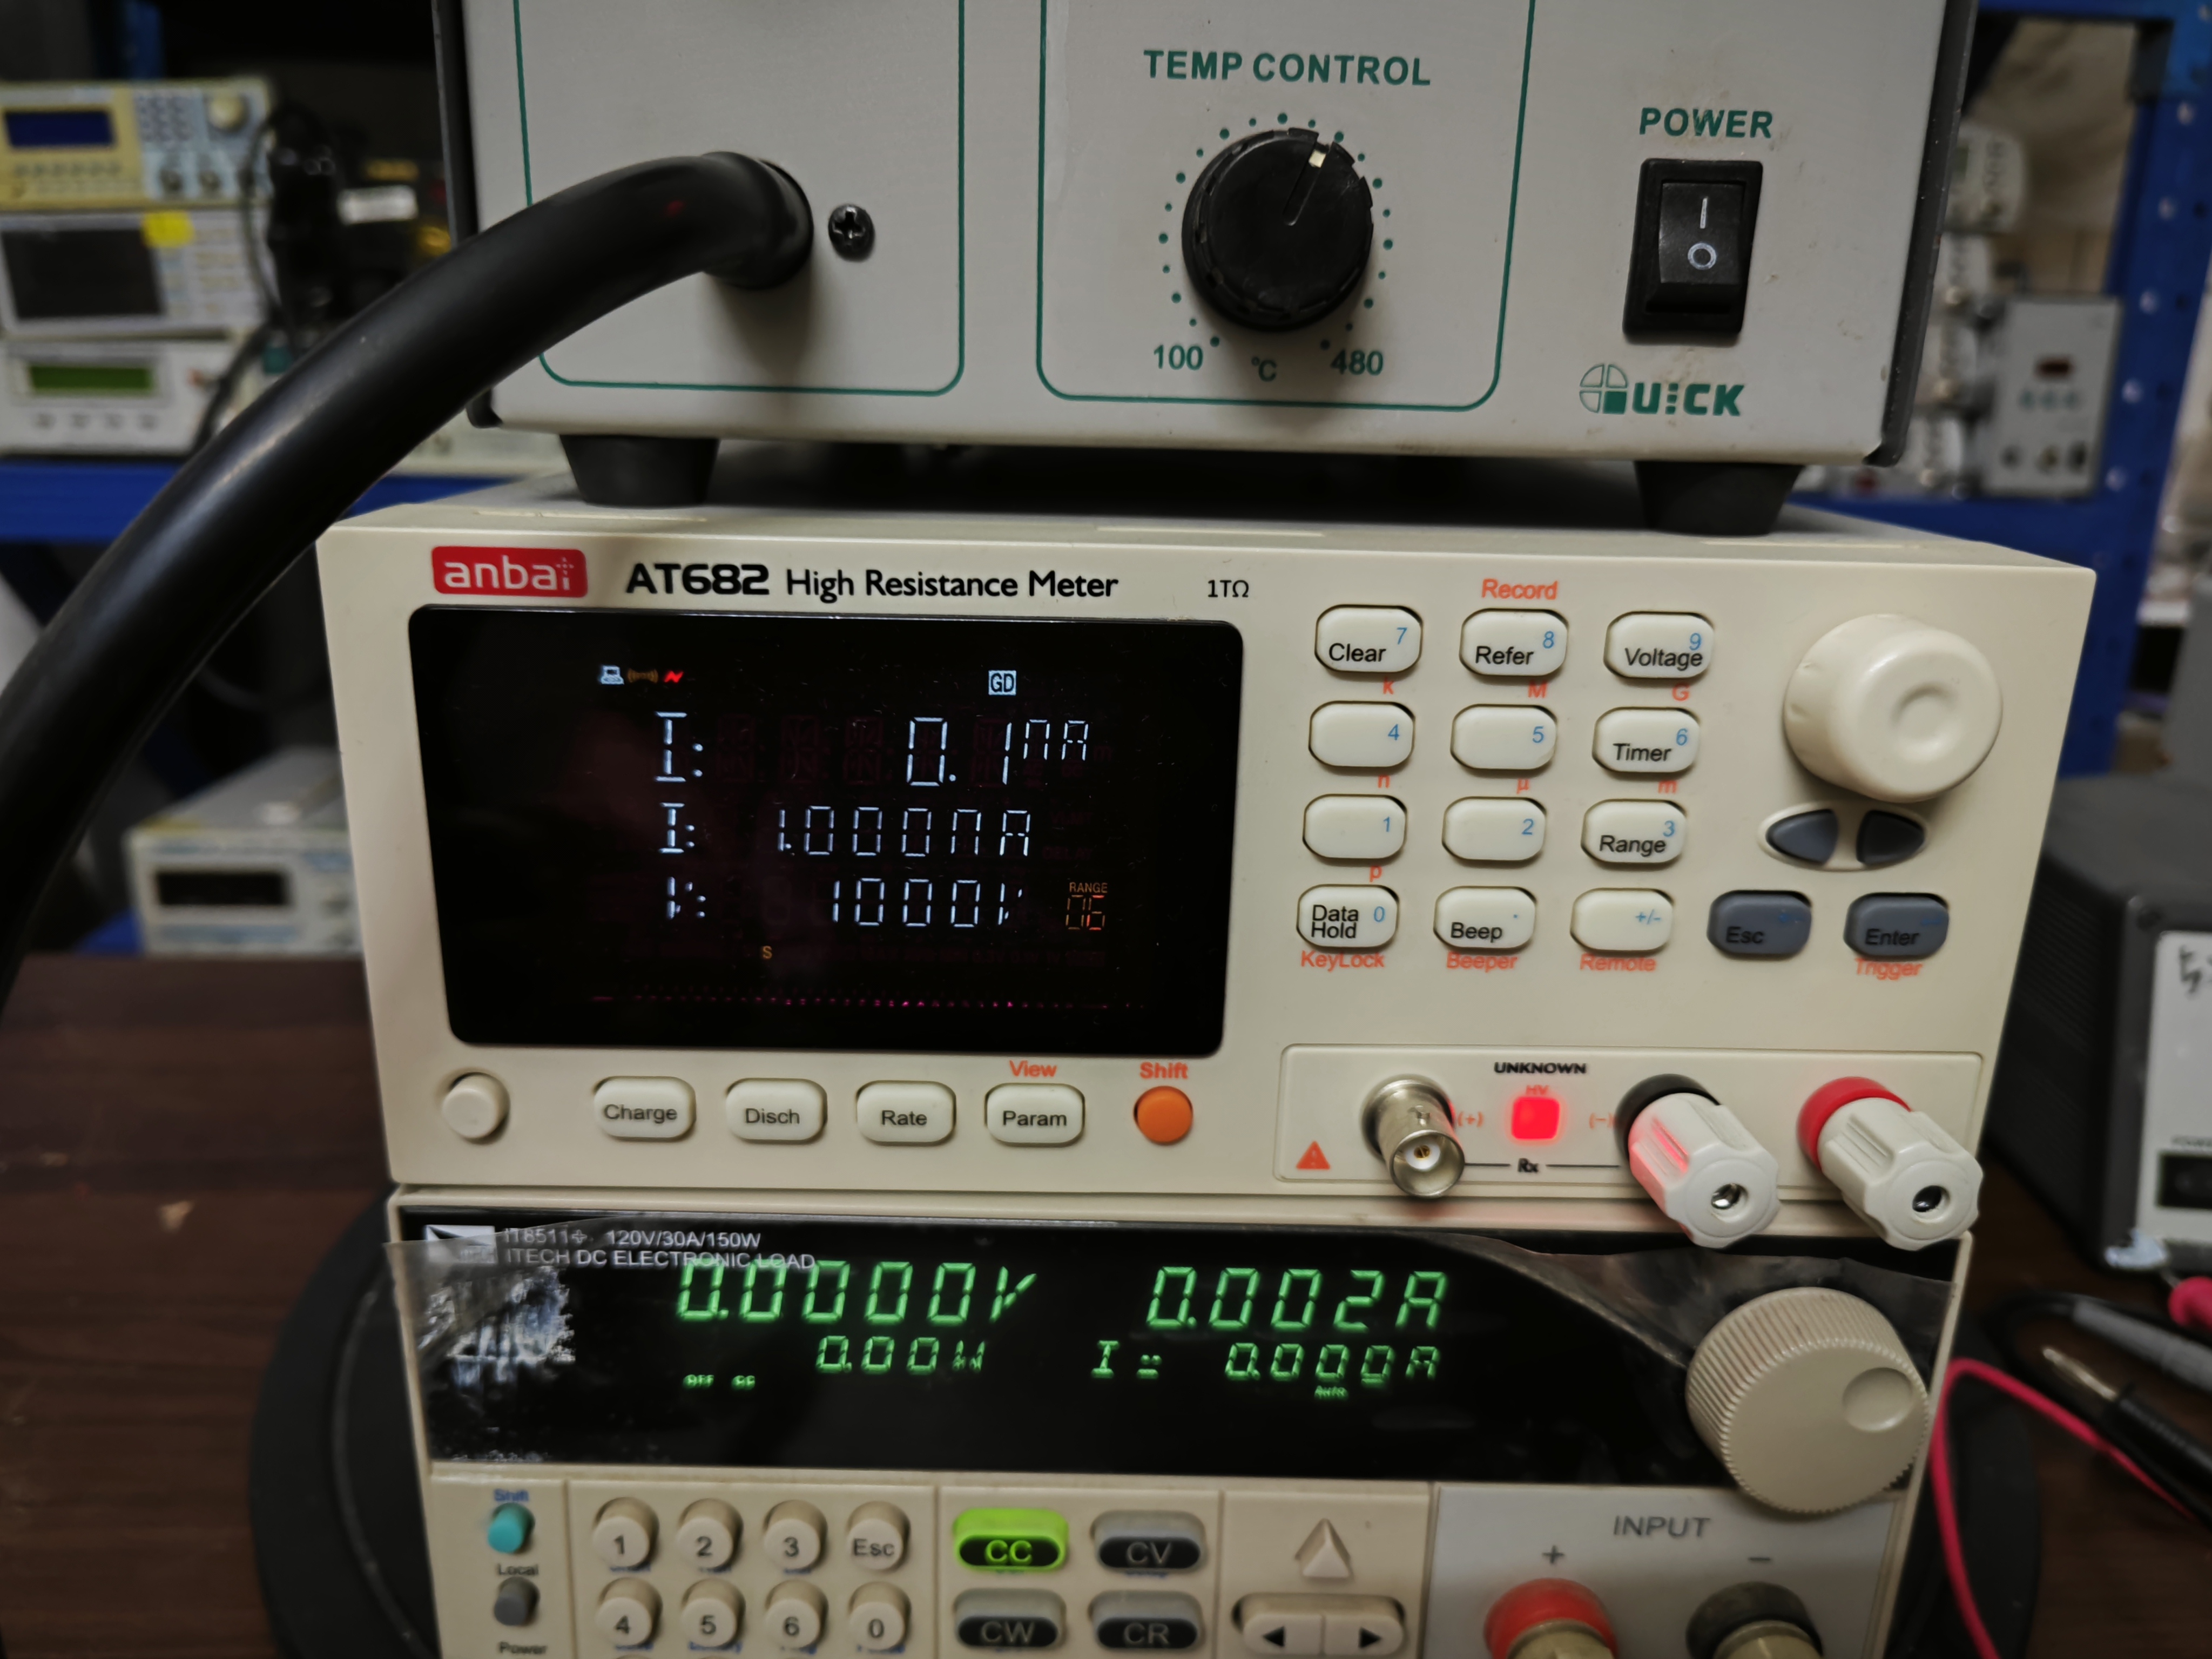 TEMP CONTROL
POWER
I
O
100 °C 480
QUICK
anbai AT682 High Resistance Meter 1TΩ
GD
I: 0.1nA
I: 1.000nA
V: 1000V
RANGE
06
S
Record
Clear 7
Refer 8
Voltage 9
k M G
4
5
Timer 6
n µ m
1
2
Range 3
p
Data Hold 0
Beep .
+/-
Esc
Enter
KeyLock
Beeper
Remote
Trigger
View
Shift
Charge
Disch
Rate
Param
UNKNOWN
HV
(+)
(−)
Rx
IT8511+ 120V/30A/150W
ITECH DC ELECTRONIC LOAD
0.0000V 0.002A
0.00W I = 0.000A
OFF CC
Auto
Shift
1 2 3 Esc
CC CV
INPUT
+ −
Local
4 5 6 0
CW CR
Power